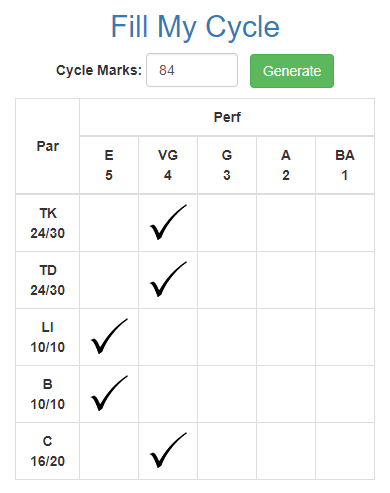 Fill My Cycle
Cycle Marks: 84 Generate
Par
Perf
E VG G A BA
5 4 3 2 1
TK
24/30
TD
24/30
LI
10/10
B
10/10
C
16/20